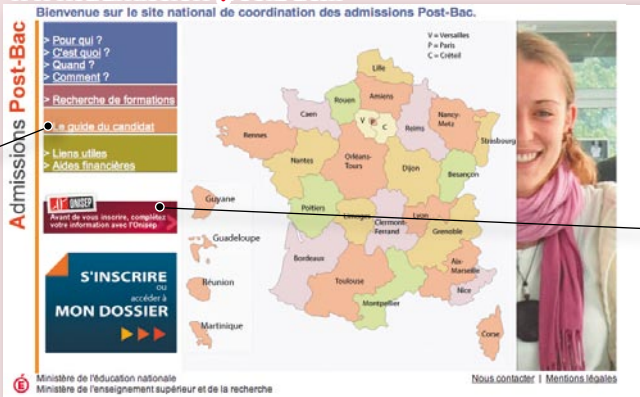 Bienvenue sur le site national de coordination des admissions Post-Bac.
Admissions Post-Bac
> Pour qui ?
> C'est quoi ?
> Quand ?
> Comment ?
> Recherche de formations
Le guide du candidat
> Liens utiles
> Aides financières
ONISEP
Avant de vous inscrire, complétez
votre information avec l'Onisep
S'INSCRIRE
ou
accéder à
MON DOSSIER
V = Versailles
P = Paris
C = Créteil
Lille
Rouen
Amiens
Caen
V
P
C
Reims
Nancy-
Metz
Strasbourg
Rennes
Nantes
Orléans-
Tours
Dijon
Besançon
Poitiers
Limoges
Clermont-
Ferrand
Lyon
Grenoble
Bordeaux
Toulouse
Montpellier
Aix-
Marseille
Nice
Corse
Guyane
Guadeloupe
Réunion
Martinique
Ministère de l'éducation nationale
Ministère de l'enseignement supérieur et de la recherche
Nous contacter | Mentions légales